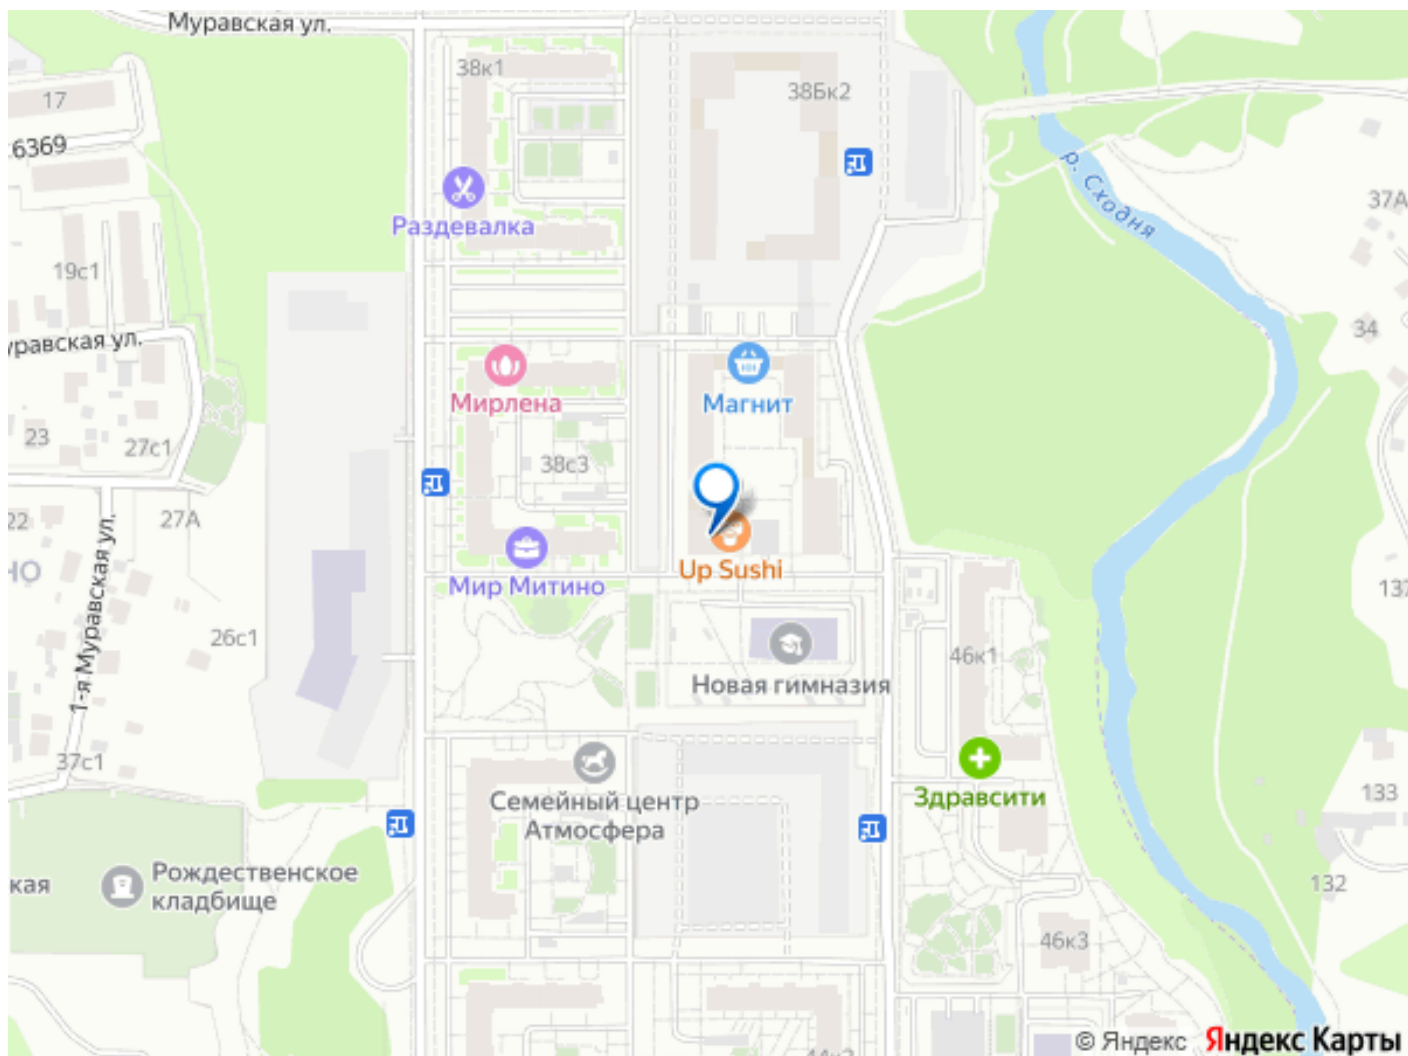 Муравская ул.
38к1
38Бк2
17
6369
р. Сходня
37А
Раздевалка
19с1
уравская ул.
34
Мирлена
Магнит
23
27с1
38с3
22
27А
Up Sushi
НО
Мир Митино
137
1-я Муравская ул.
26с1
46к1
Новая гимназия
37с1
Семейный центр
Атмосфера
Здравсити
133
Рождественское
кладбище
кая
132
46к3
© Яндекс Яндекс Карты